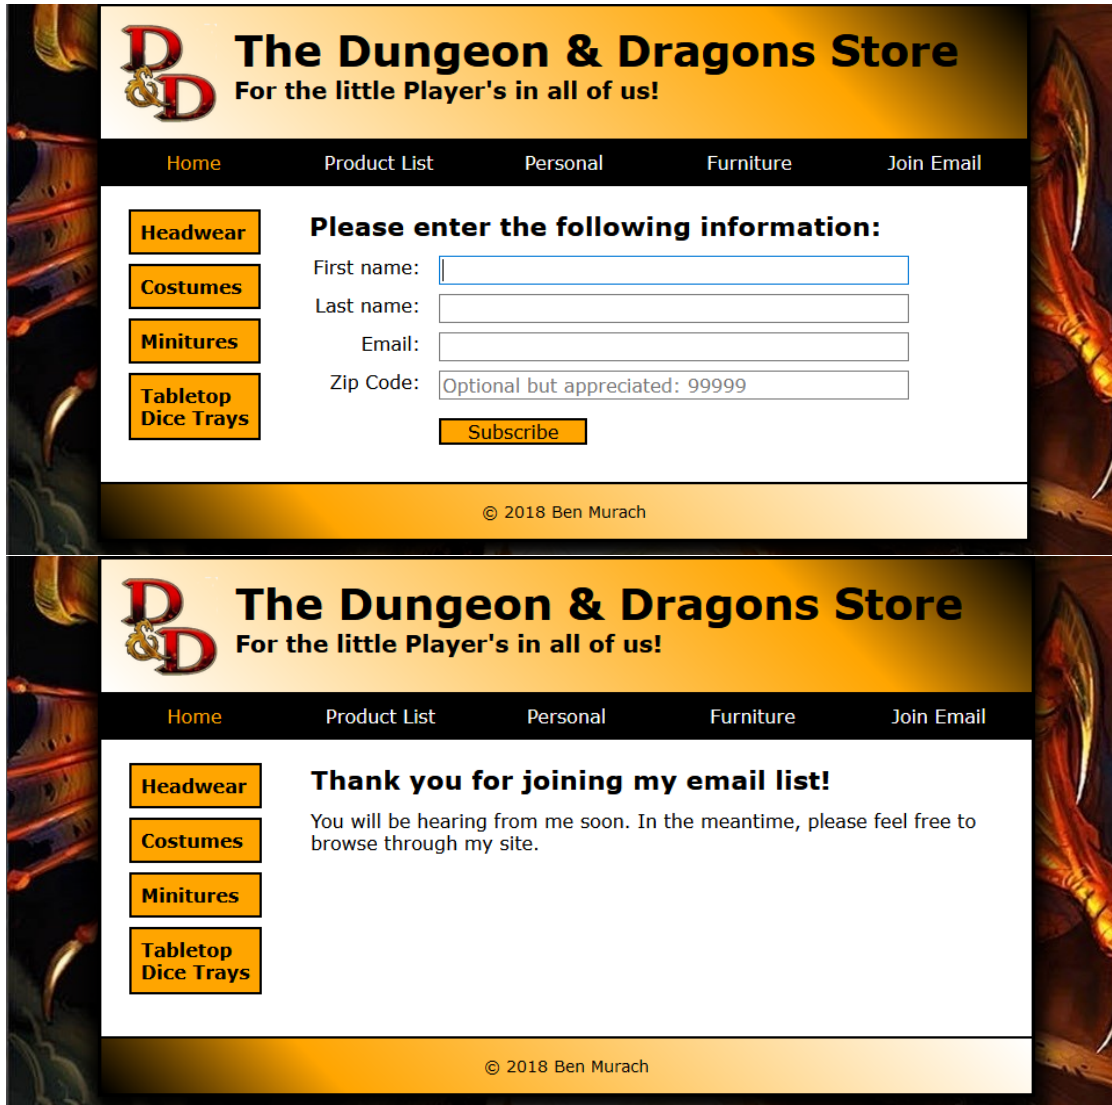 D&D
The Dungeon & Dragons Store
For the little Player's in all of us!
Home Product List Personal Furniture Join Email
Headwear
Costumes
Minitures
Tabletop
Dice Trays
Please enter the following information:
First name:
Last name:
Email:
Zip Code: Optional but appreciated: 99999
Subscribe
© 2018 Ben Murach
D&D
The Dungeon & Dragons Store
For the little Player's in all of us!
Home Product List Personal Furniture Join Email
Headwear
Costumes
Minitures
Tabletop
Dice Trays
Thank you for joining my email list!
You will be hearing from me soon. In the meantime, please feel free to
browse through my site.
© 2018 Ben Murach